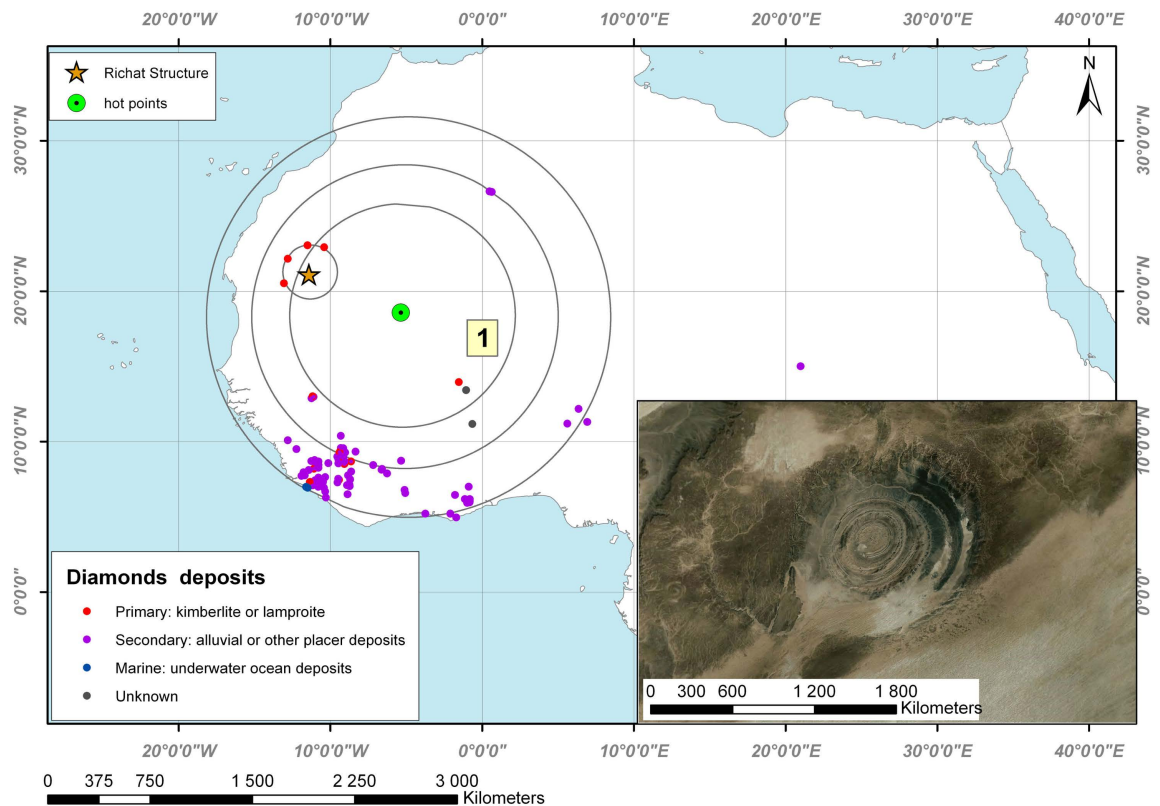 20°0'0"W 10°0'0"W 0°0'0" 10°0'0"E 20°0'0"E 30°0'0"E 40°0'0"E
Richat Structure
hot points
N
30°0'0"N 30°0'0"N
20°0'0"N 20°0'0"N
1
10°0'0"N 10°0'0"N
0°0'0" 0°0'0"
Diamonds deposits
Primary: kimberlite or lamproite
Secondary: alluvial or other placer deposits
Marine: underwater ocean deposits
Unknown
0 300 600 1 200 1 800
Kilometers
20°0'0"W 10°0'0"W 0°0'0" 10°0'0"E 20°0'0"E 30°0'0"E 40°0'0"E
0 375 750 1 500 2 250 3 000
Kilometers